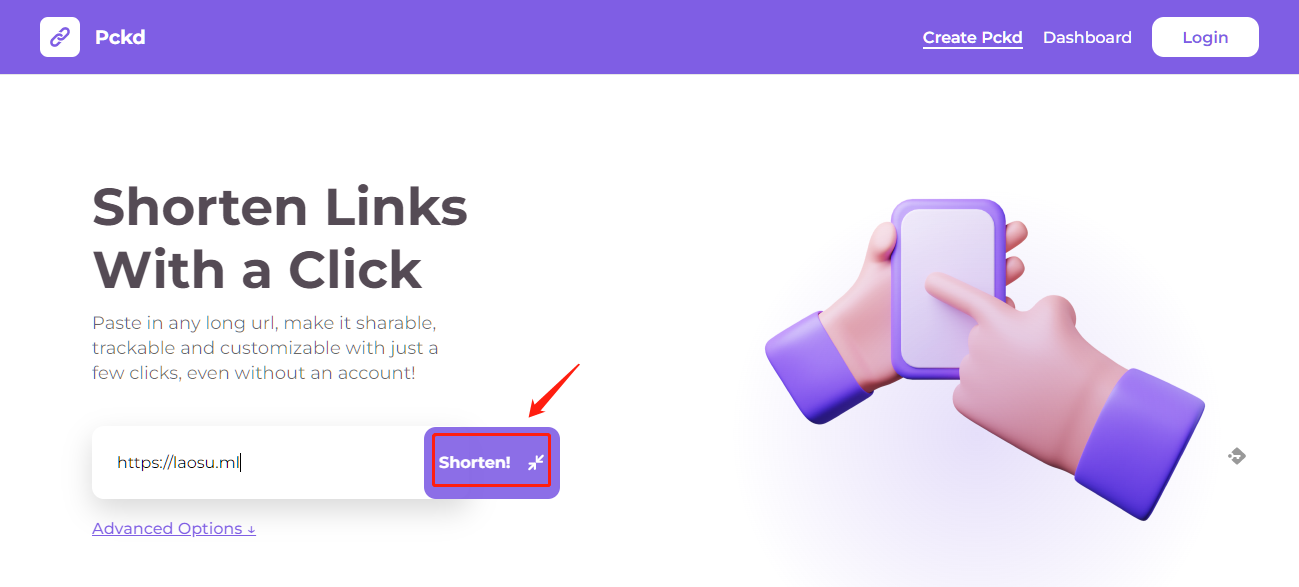 Pckd
Create Pckd
Dashboard
Login
Shorten Links
With a Click
Paste in any long url, make it sharable,
trackable and customizable with just a
few clicks, even without an account!
https://laosu.ml
Shorten!
Advanced Options ↓